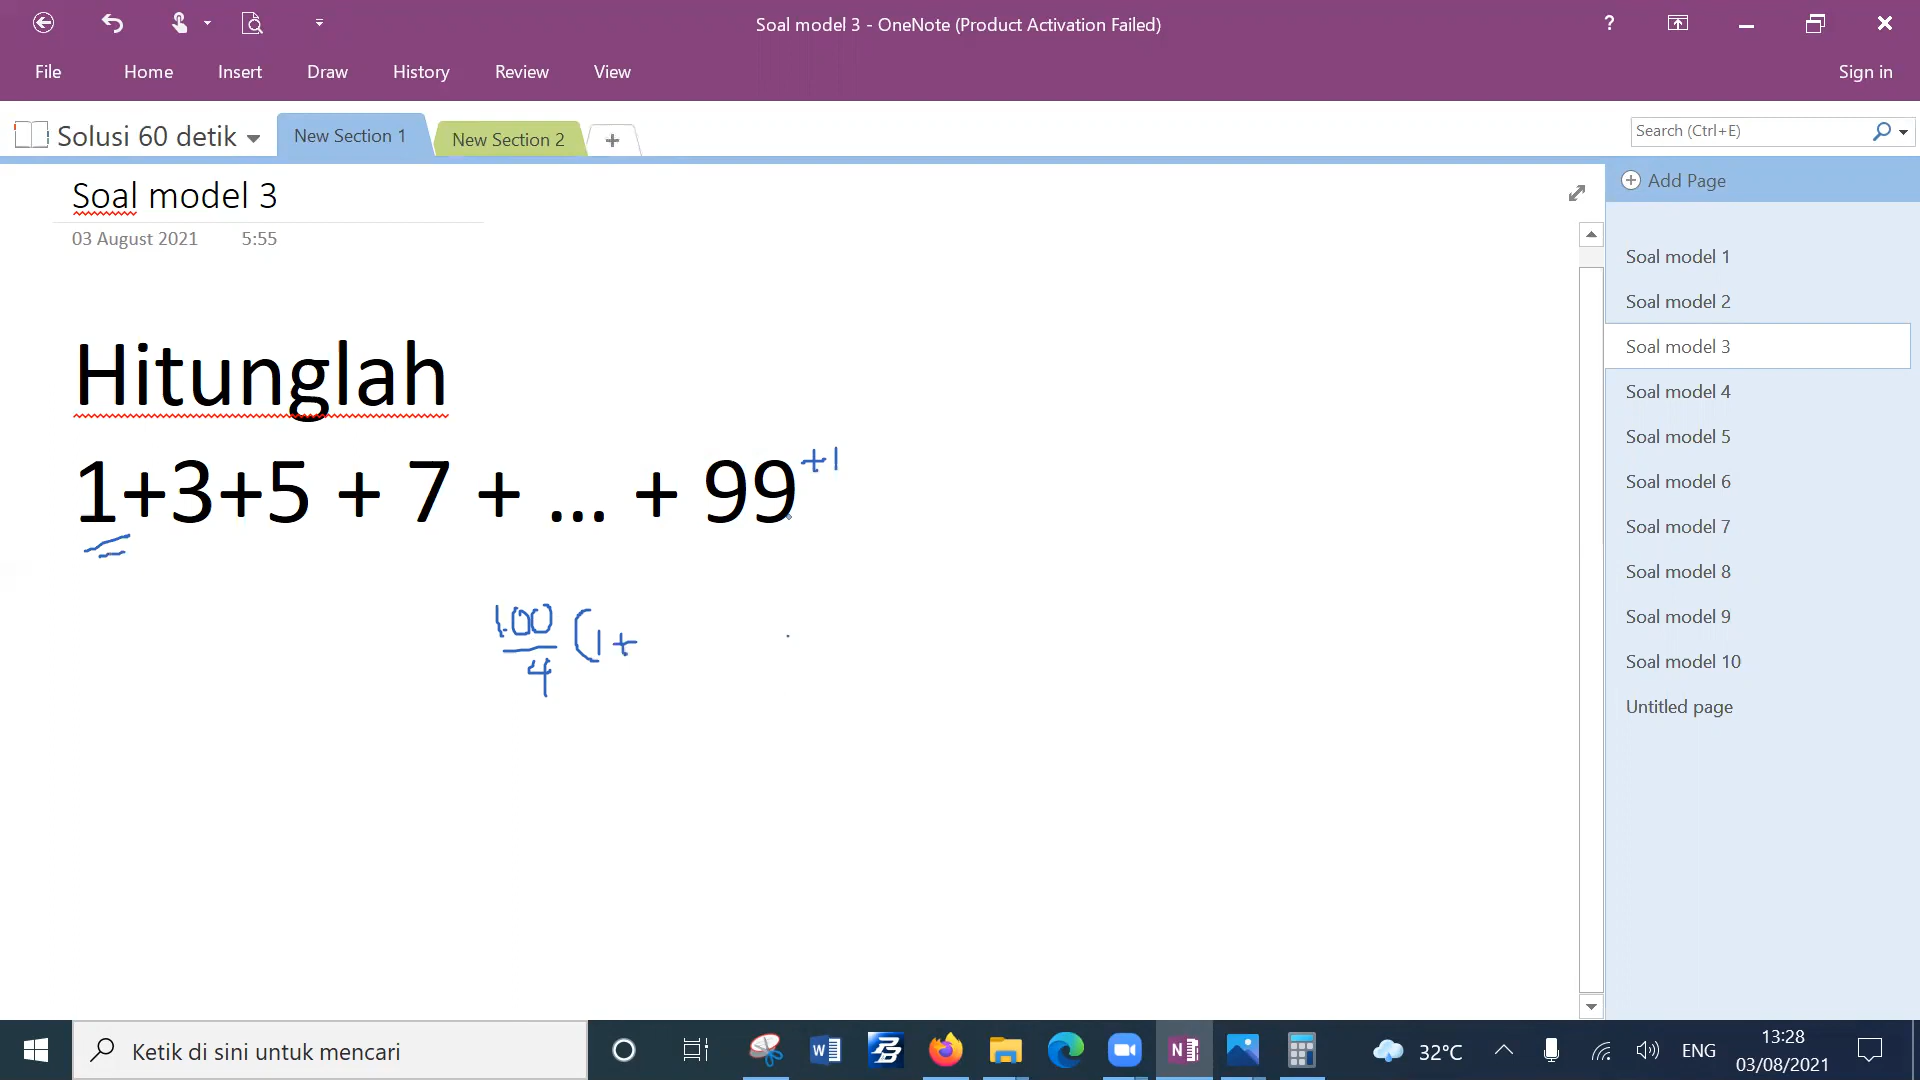 Soal model 3 - OneNote (Product Activation Failed)
File Home Insert Draw History Review View Sign in
Solusi 60 detik New Section 1 New Section 2 + Search (Ctrl+E)
Add Page
Soal model 3
03 August 2021 5:55
Hitunglah
1+3+5 + 7 + ... + 99 +1
100
4
(1+
Soal model 1
Soal model 2
Soal model 3
Soal model 4
Soal model 5
Soal model 6
Soal model 7
Soal model 8
Soal model 9
Soal model 10
Untitled page
Ketik di sini untuk mencari
32°C ENG 13:28
03/08/2021